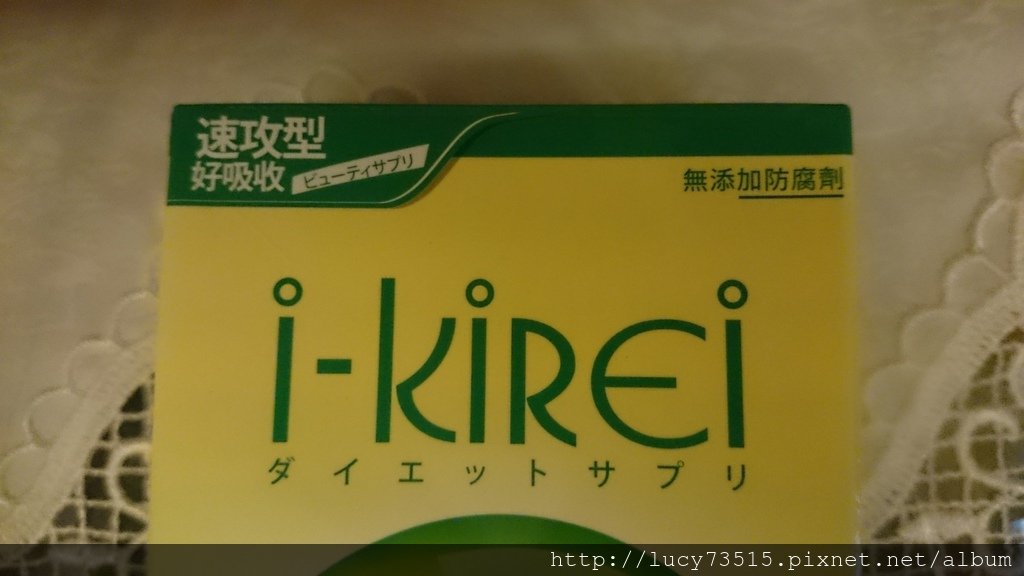 速攻型
好吸收 ビューティサプリ
無添加防腐劑
i-KiREi
ダイエットサプリ
http://lucy73515.pixnet.net/album